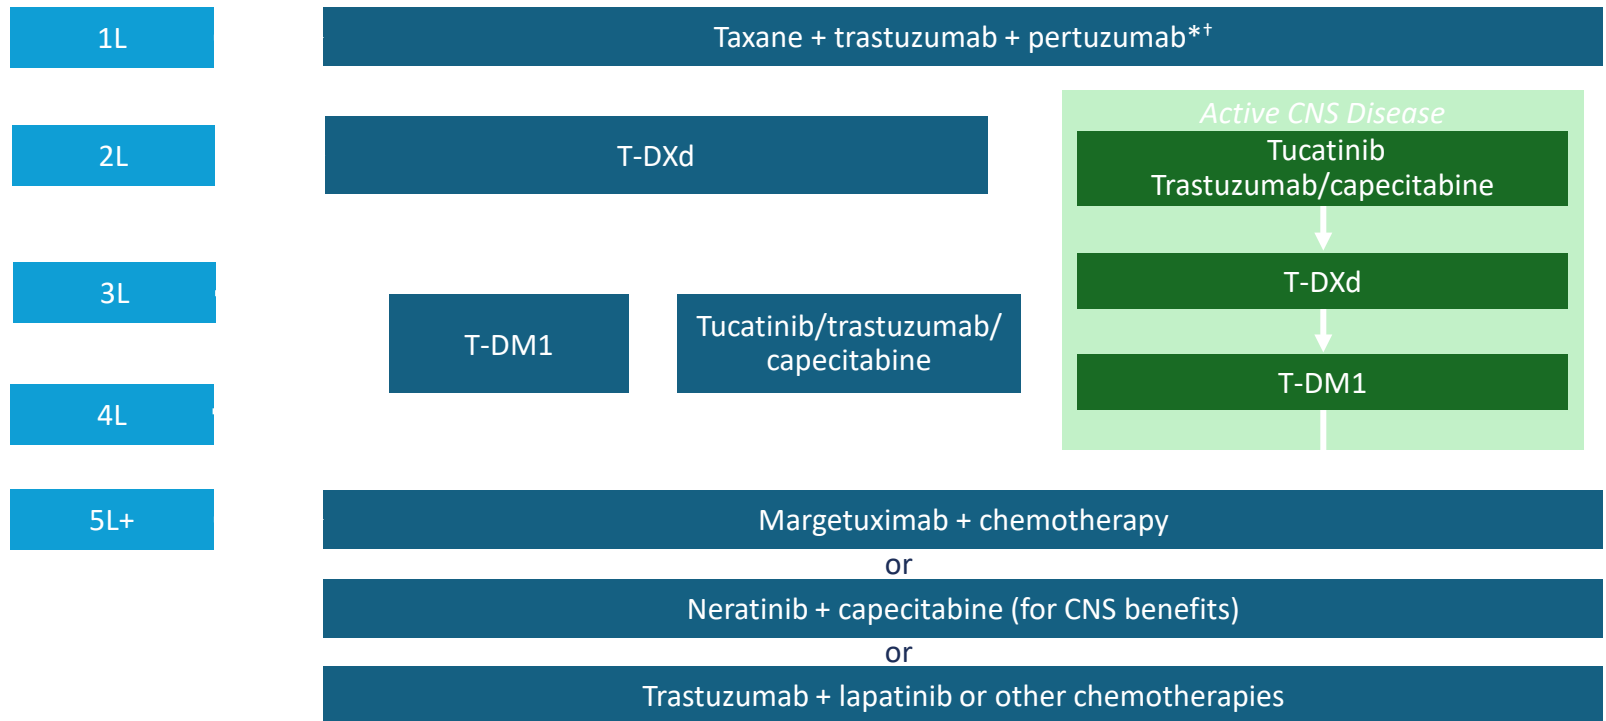 1L
Taxane + trastuzumab + pertuzumab*†
Active CNS Disease
2L
T-DXd
Tucatinib
Trastuzumab/capecitabine
3L
T-DXd
T-DM1
Tucatinib/trastuzumab/
capecitabine
T-DM1
4L
5L+
Margetuximab + chemotherapy
or
Neratinib + capecitabine (for CNS benefits)
or
Trastuzumab + lapatinib or other chemotherapies